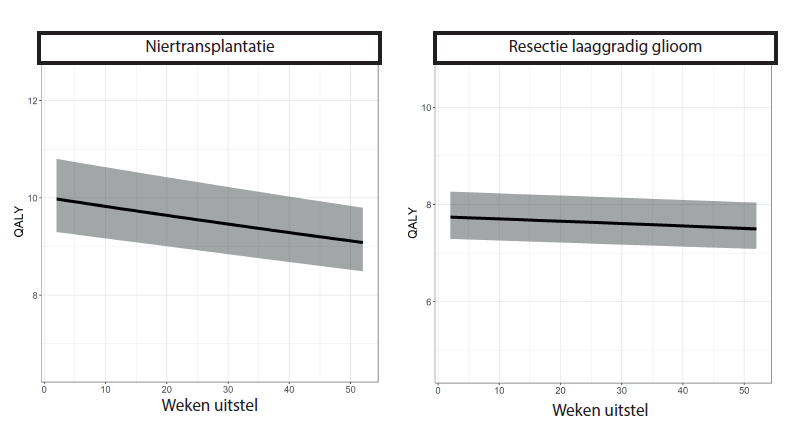 Niertransplantatie
12
10
8
QALY
0 10 20 30 40 50
Weken uitstel
Resectie laaggradig glioom
10
8
6
QALY
0 10 20 30 40 50
Weken uitstel